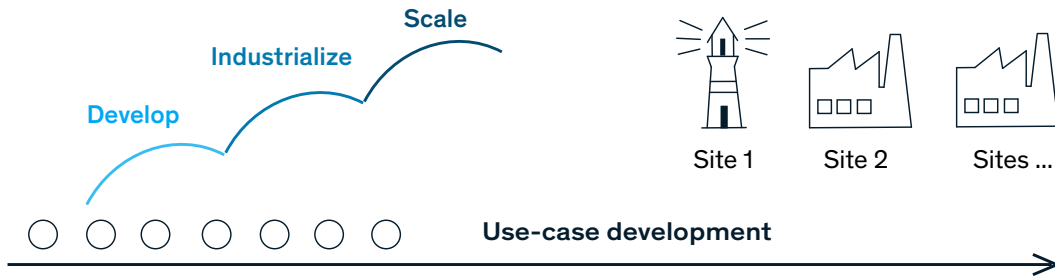 Scale
Industrialize
Develop
Site 1
Site 2
Sites ...
Use-case development